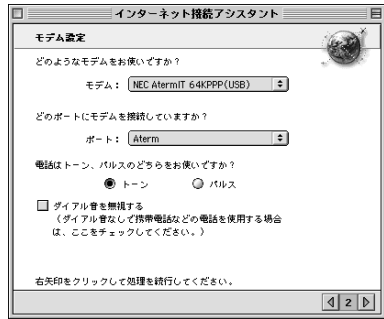 インターネット接続アシスタント
モデム設定
どのようなモデムをお使いですか？
モデム： NEC AtermIT 64KPPP(USB)
どのポートにモデムを接続していますか？
ポート： Aterm
電話はトーン、パルスのどちらをお使いですか？
トーン パルス
ダイアル音を無視する
（ダイアル音なしで携帯電話などの電話を使用する場合
は、ここをチェックしてください。）
右矢印をクリックして処理を続行してください。
2